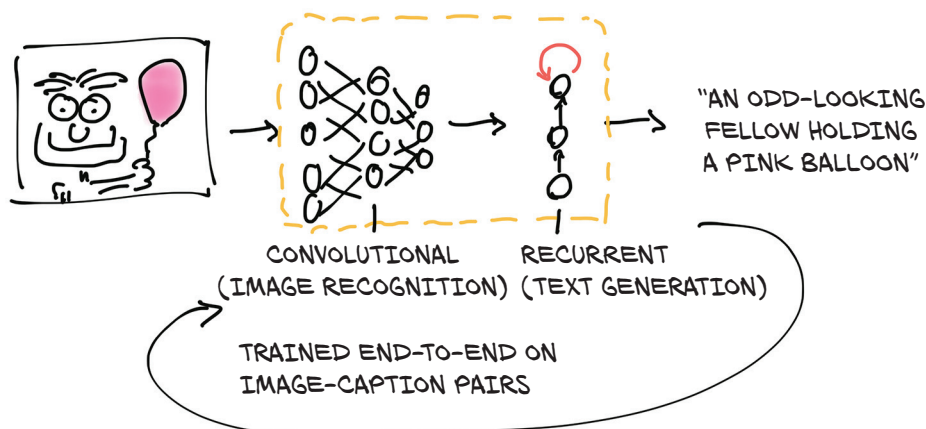 "AN ODD-LOOKING
FELLOW HOLDING
A PINK BALLOON"
CONVOLUTIONAL
(IMAGE RECOGNITION)
RECURRENT
(TEXT GENERATION)
TRAINED END-TO-END ON
IMAGE-CAPTION PAIRS